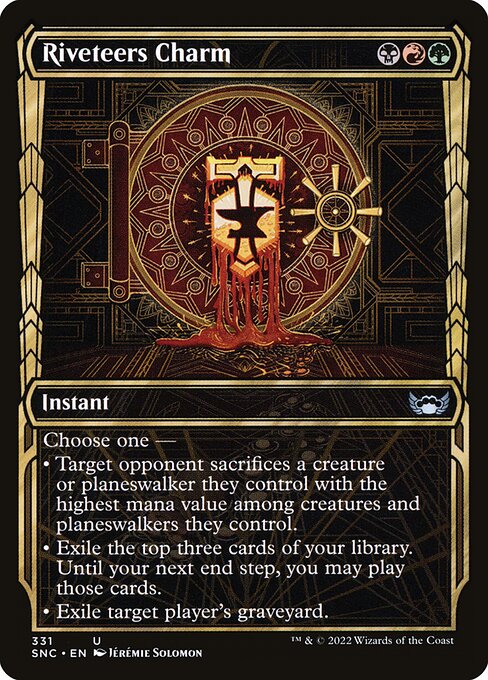 Riveteers Charm
Instant
Choose one —
• Target opponent sacrifices a creature
or planeswalker they control with the
highest mana value among creatures and
planeswalkers they control.
• Exile the top three cards of your library.
Until your next end step, you may play
those cards.
• Exile target player's graveyard.
331 U
SNC • EN JÉRÉMIE SOLOMON
™ & © 2022 Wizards of the Coast